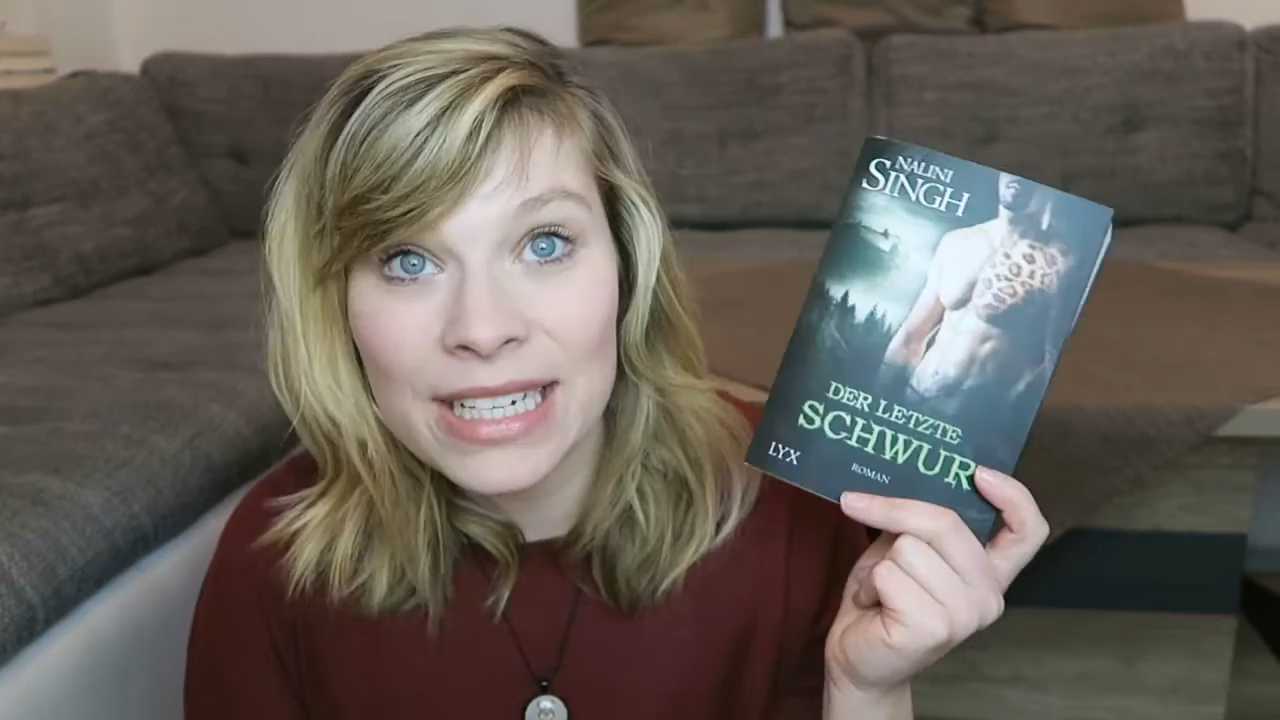 NALINI
SINGH
DER LETZTE
SCHWUR
LYX
ROMAN